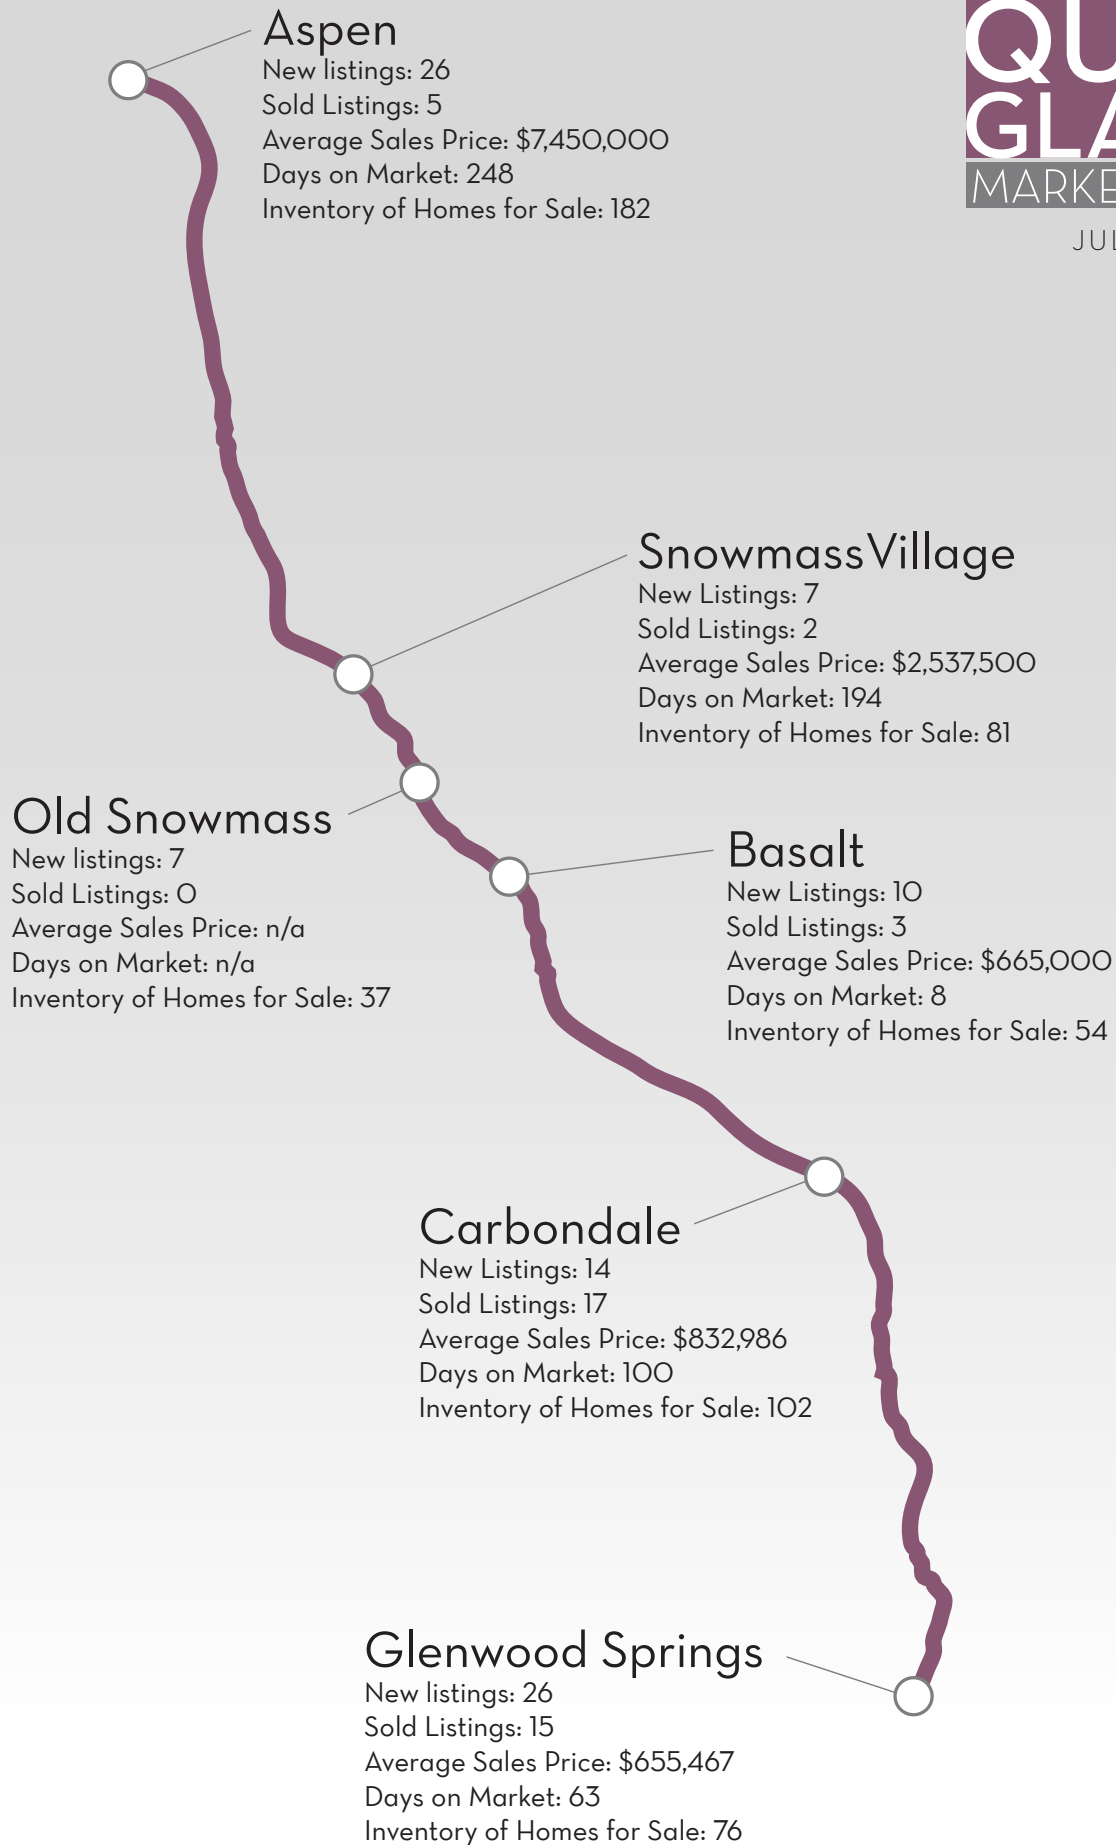 Aspen
New listings: 26
Sold Listings: 5
Average Sales Price: $7,450,000
Days on Market: 248
Inventory of Homes for Sale: 182
QU
GLA
MARKE
JUL
Snowmass Village
New Listings: 7
Sold Listings: 2
Average Sales Price: $2,537,500
Days on Market: 194
Inventory of Homes for Sale: 81
Old Snowmass
New listings: 7
Sold Listings: 0
Average Sales Price: n/a
Days on Market: n/a
Inventory of Homes for Sale: 37
Basalt
New Listings: 10
Sold Listings: 3
Average Sales Price: $665,000
Days on Market: 8
Inventory of Homes for Sale: 54
Carbondale
New Listings: 14
Sold Listings: 17
Average Sales Price: $832,986
Days on Market: 100
Inventory of Homes for Sale: 102
Glenwood Springs
New listings: 26
Sold Listings: 15
Average Sales Price: $655,467
Days on Market: 63
Inventory of Homes for Sale: 76